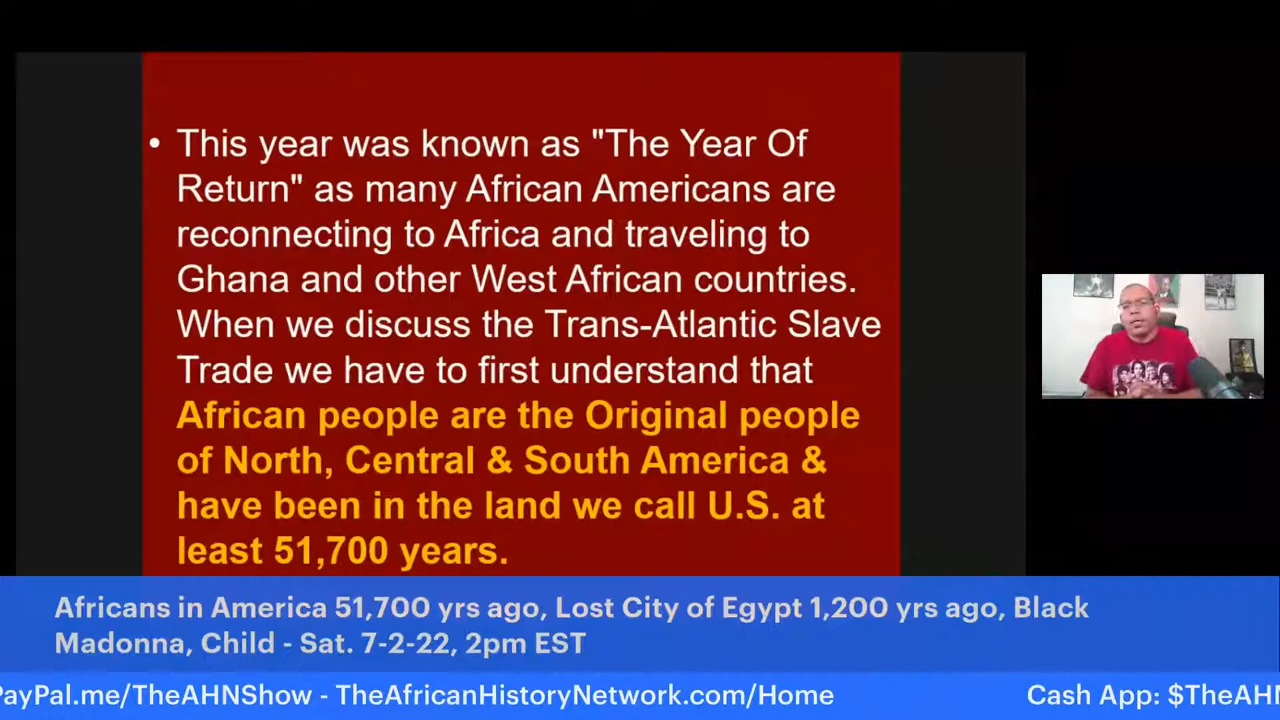 • This year was known as "The Year Of
Return" as many African Americans are
reconnecting to Africa and traveling to
Ghana and other West African countries.
When we discuss the Trans-Atlantic Slave
Trade we have to first understand that
African people are the Original people
of North, Central & South America &
have been in the land we call U.S. at
least 51,700 years.
Africans in America 51,700 yrs ago, Lost City of Egypt 1,200 yrs ago, Black
Madonna, Child - Sat. 7-2-22, 2pm EST
PayPal.me/TheAHNShow - TheAfricanHistoryNetwork.com/Home Cash App: $TheAHN